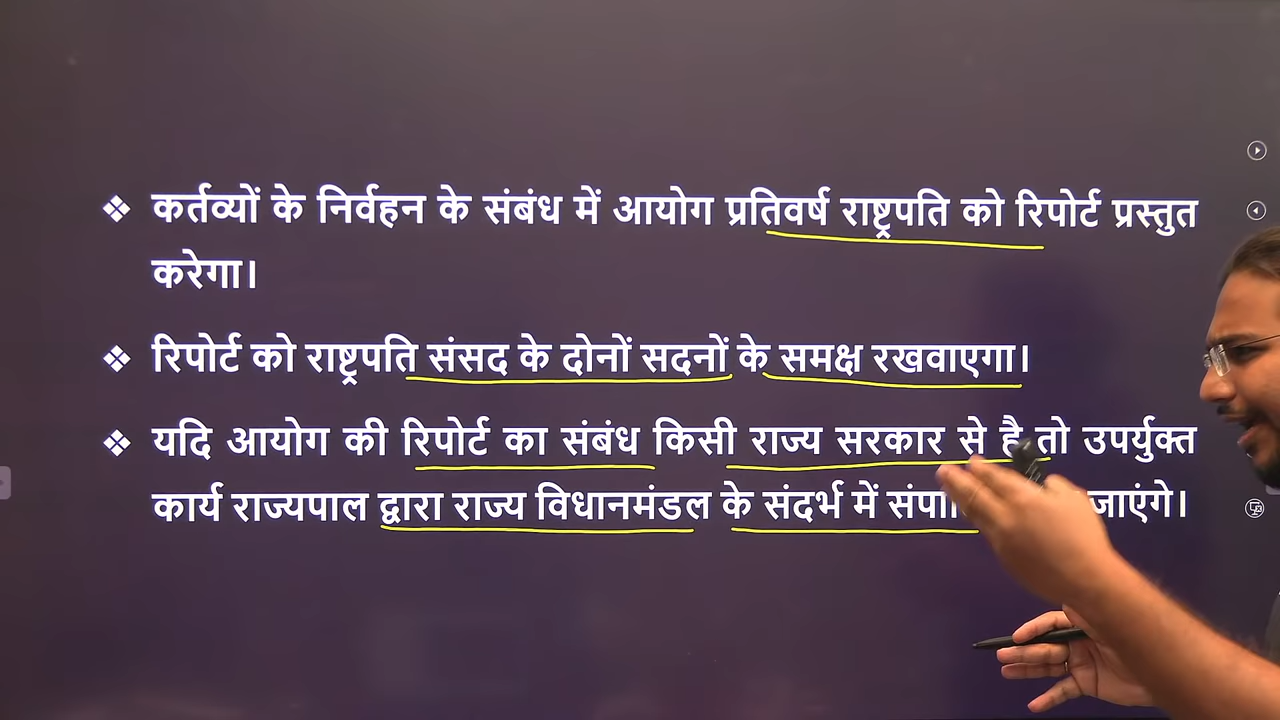 ❖ कर्तव्यों के निर्वहन के संबंध में आयोग प्रतिवर्ष राष्ट्रपति को रिपोर्ट प्रस्तुत
करेगा।
❖ रिपोर्ट को राष्ट्रपति संसद के दोनों सदनों के समक्ष रखवाएगा।
❖ यदि आयोग की रिपोर्ट का संबंध किसी राज्य सरकार से है तो उपर्युक्त
कार्य राज्यपाल द्वारा राज्य विधानमंडल के संदर्भ में जाएंगे।